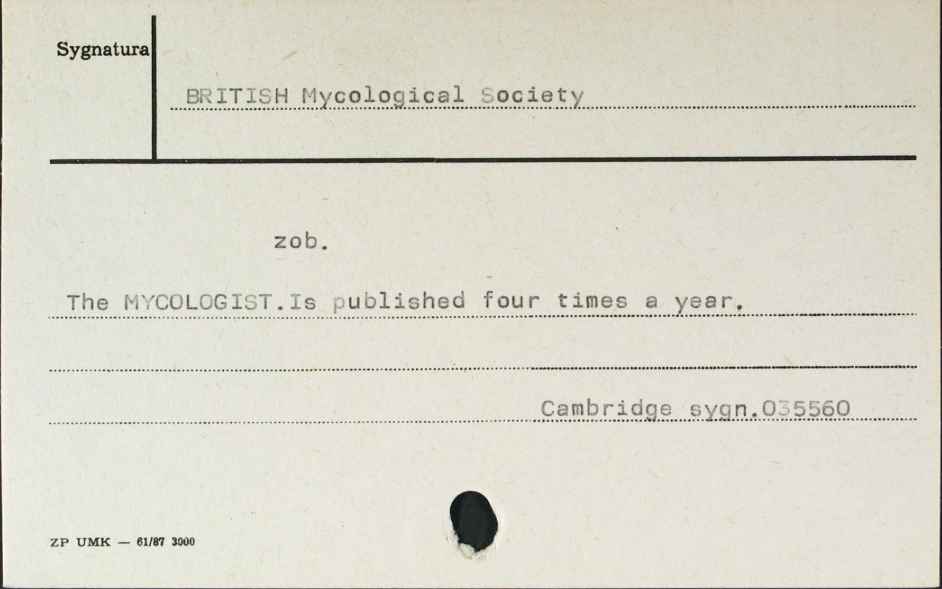 Sygnatura
BRITISH Mycological Society
zob.
The MYCOLOGIST.Is published four times a year.
Cambridge sygn.035560
ZP UMK — 61/87 3000